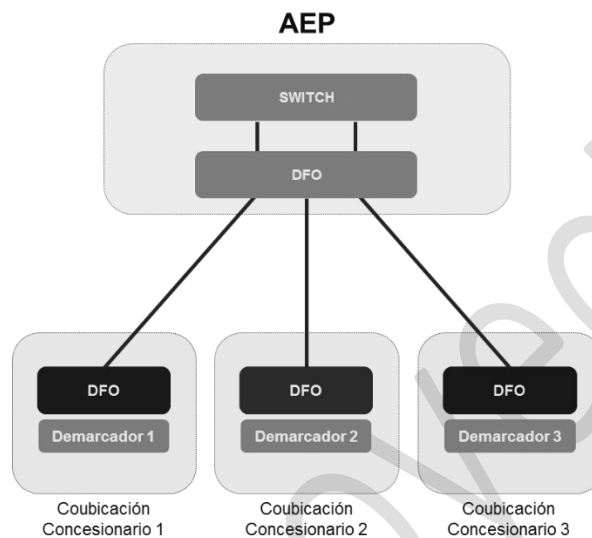 AEP
SWITCH
DFO
DFO
DFO
DFO
Demarcador 1
Demarcador 2
Demarcador 3
Coubicación
Concesionario 1
Coubicación
Concesionario 2
Coubicación
Concesionario 3